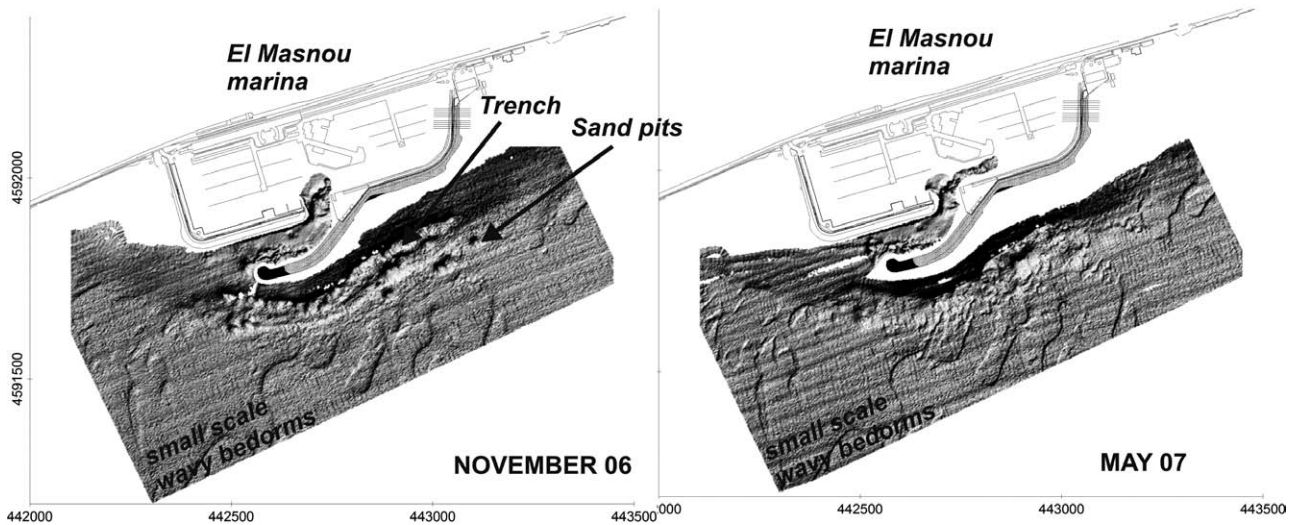 El Masnou
marina
Trench
Sand pits
4592000
4591500
small scale
wavy bedorms
NOVEMBER 06
442000
442500
443000
443500
El Masnou
marina
small scale
wavy bedorms
MAY 07
000
442500
443000
443500